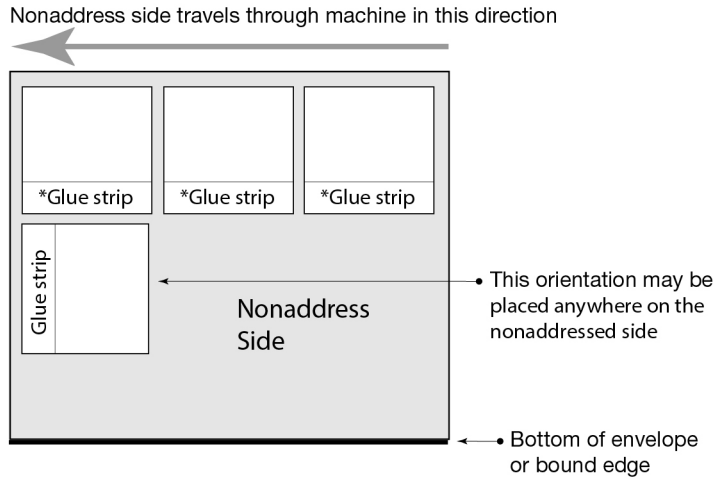 Nonaddress side travels through machine in this direction
*Glue strip *Glue strip *Glue strip
Glue strip
This orientation may be
placed anywhere on the
nonaddressed side
Nonaddress
Side
Bottom of envelope
or bound edge